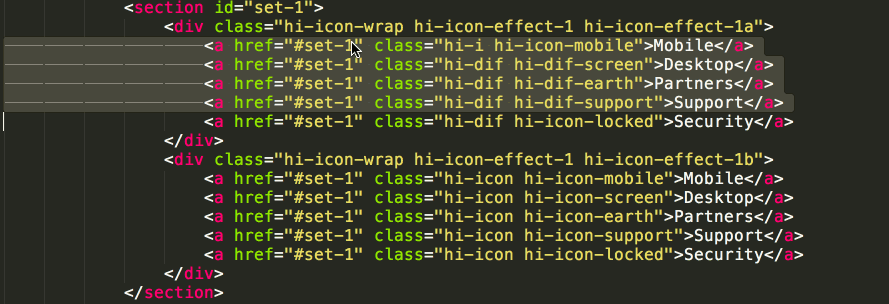 <section id="set-1">
<div class="hi-icon-wrap hi-icon-effect-1 hi-icon-effect-1a">
<a href="#set-1" class="hi-i hi-icon-mobile">Mobile</a>
<a href="#set-1" class="hi-dif hi-dif-screen">Desktop</a>
<a href="#set-1" class="hi-dif hi-dif-earth">Partners</a>
<a href="#set-1" class="hi-dif hi-dif-support">Support</a>
<a href="#set-1" class="hi-dif hi-icon-locked">Security</a>
</div>
<div class="hi-icon-wrap hi-icon-effect-1 hi-icon-effect-1b">
<a href="#set-1" class="hi-icon hi-icon-mobile">Mobile</a>
<a href="#set-1" class="hi-icon hi-icon-screen">Desktop</a>
<a href="#set-1" class="hi-icon hi-icon-earth">Partners</a>
<a href="#set-1" class="hi-icon hi-icon-support">Support</a>
<a href="#set-1" class="hi-icon hi-icon-locked">Security</a>
</div>
</section>